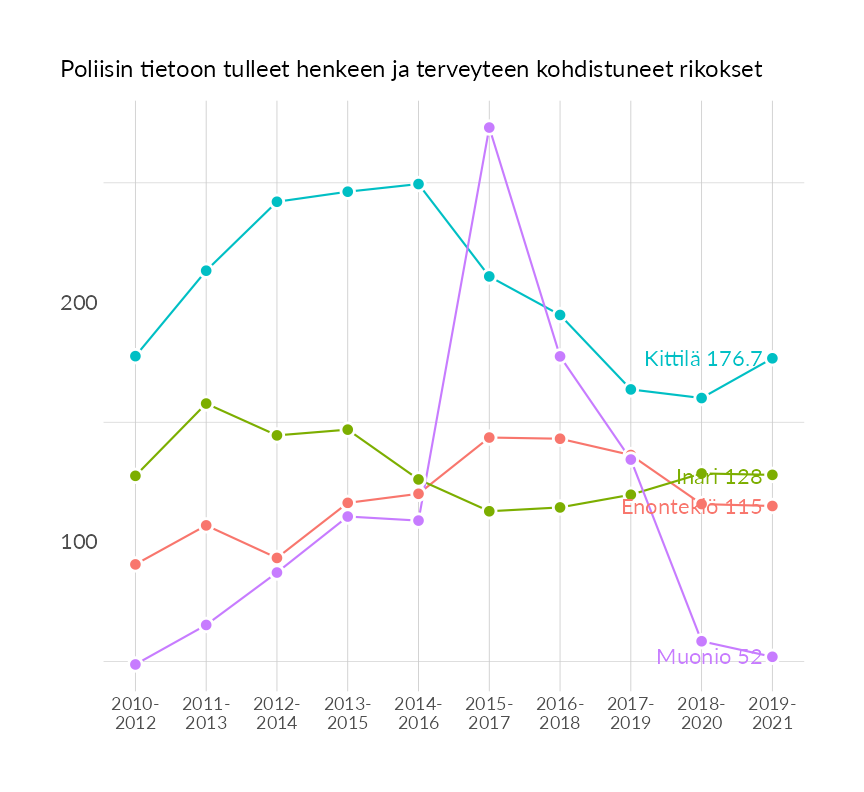 Poliisin tietoon tulleet henkeen ja terveyteen kohdistuneet rikokset
200
100
Kittilä 176.7
Inari 128
Enontekiö 115
Muonio 52
2010- 2011- 2012- 2013- 2014- 2015- 2016- 2017- 2018- 2019-
2012 2013 2014 2015 2016 2017 2018 2019 2020 2021